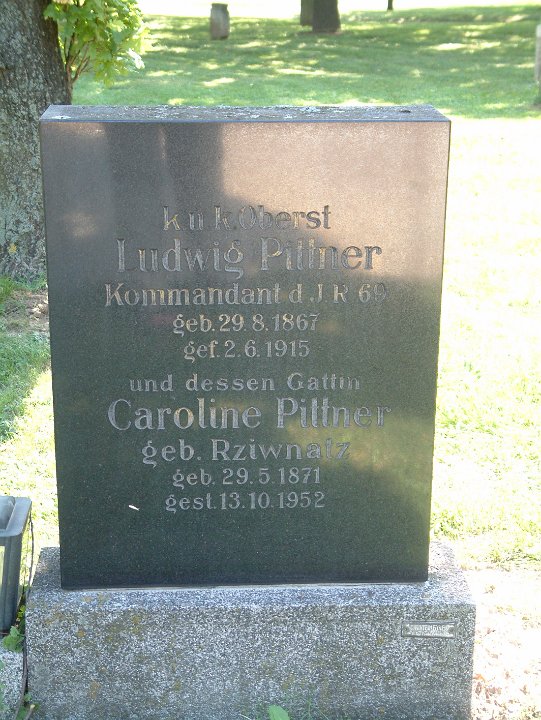 k.u.k. Oberst
Ludwig Pittner
Kommandant d. J. R 69
geb. 29. 8. 1867
gef. 2. 6. 1915
und dessen Gattin
Caroline Pittner
geb. Rziwnatz
geb. 29. 5. 1871
gest. 13. 10. 1952